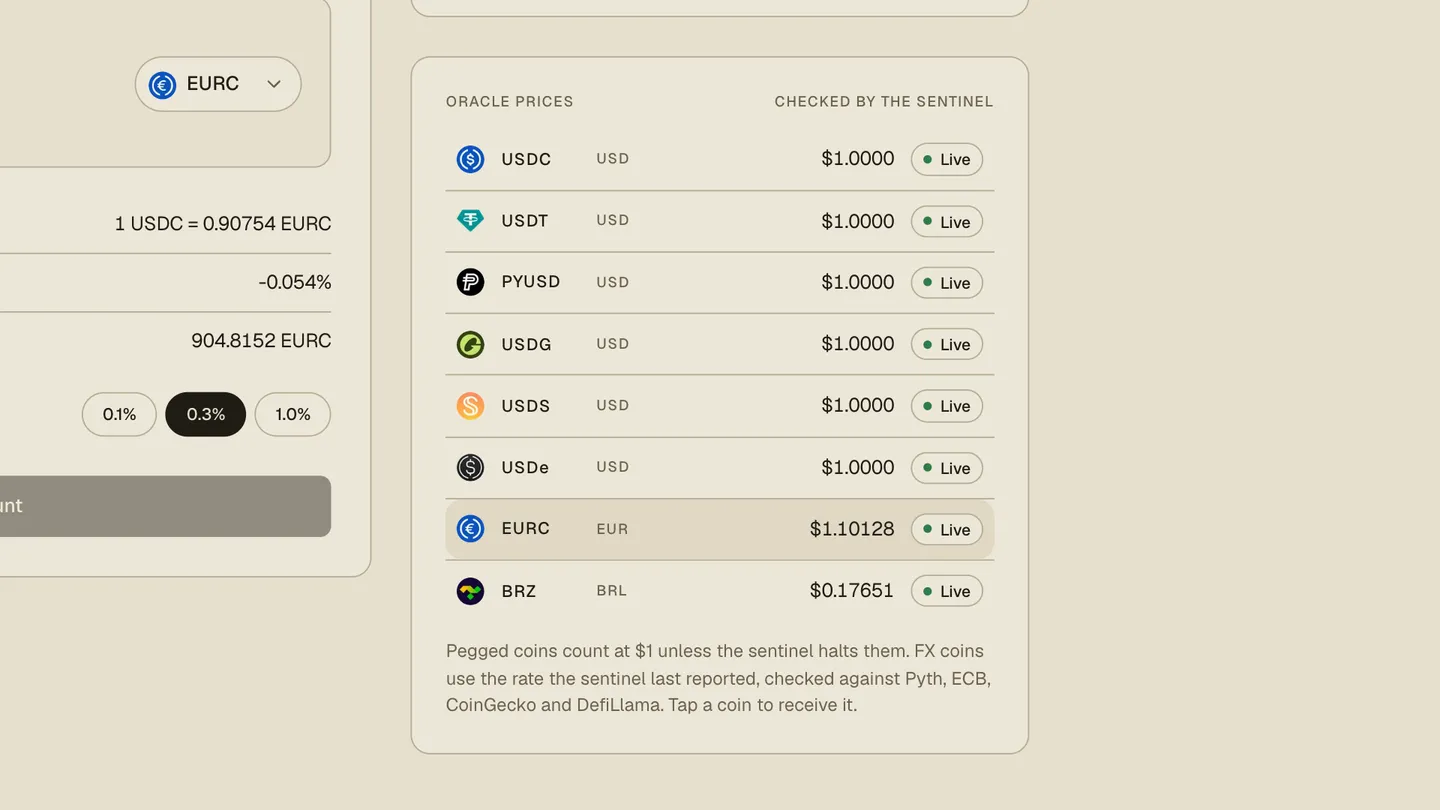 EURC
1 USDC = 0.90754 EURC
-0.054%
904.8152 EURC
0.1% 0.3% 1.0%
ORACLE PRICES CHECKED BY THE SENTINEL
USDC USD $1.0000 Live
USDT USD $1.0000 Live
PYUSD USD $1.0000 Live
USDG USD $1.0000 Live
USDS USD $1.0000 Live
USDe USD $1.0000 Live
EURC EUR $1.10128 Live
BRZ BRL $0.17651 Live
Pegged coins count at $1 unless the sentinel halts them. FX coins
use the rate the sentinel last reported, checked against Pyth, ECB,
CoinGecko and DefiLlama. Tap a coin to receive it.